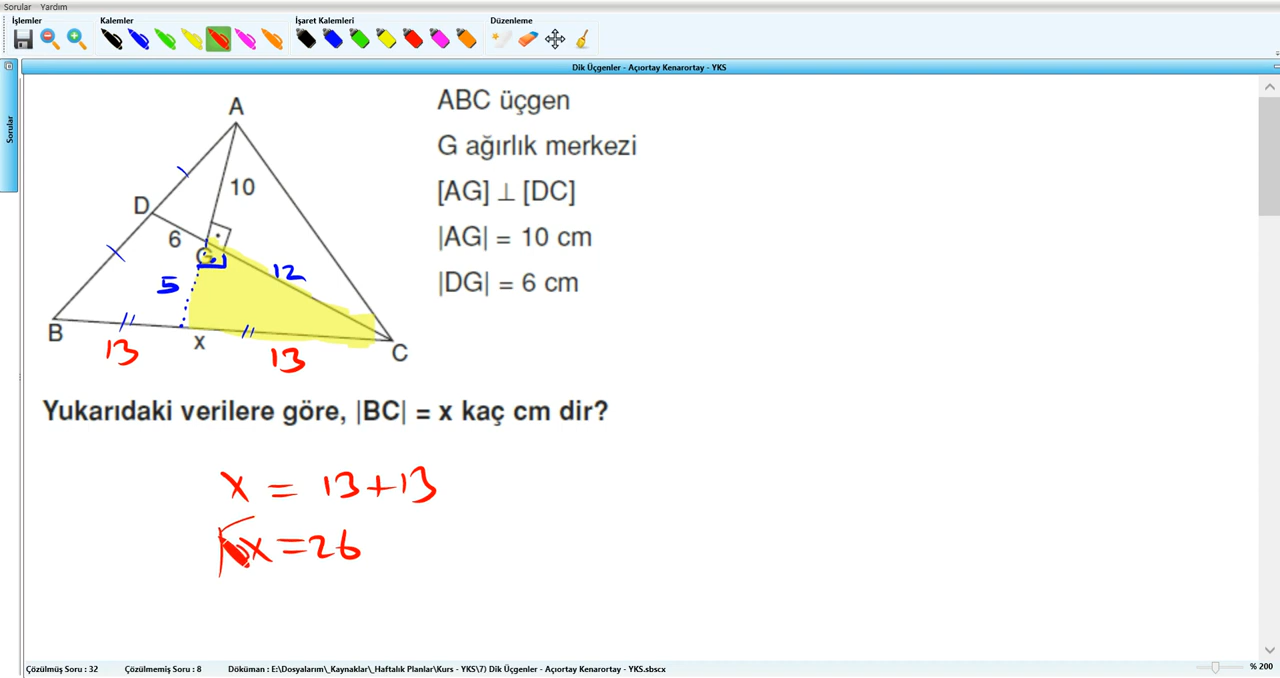 Sorular Yardım
İşlemler Kalemler İşaret Kalemleri Düzenleme
Dik Üçgenler - Açıortay Kenarortay - YKS
Sorular
A
10
D
6
G
12
5
B
x
C
13
13
ABC üçgen
G ağırlık merkezi
[AG] ⊥ [DC]
|AG| = 10 cm
|DG| = 6 cm
Yukarıdaki verilere göre, |BC| = x kaç cm dir?
x = 13+13
x = 26
Çözülmüş Soru : 32 Çözülmemiş Soru : 8 Döküman : E:\Dosyalarım\_Kaynaklar\_Haftalık Planlar\Kurs - YKS\7) Dik Üçgenler - Açıortay Kenarortay - YKS.sbscx % 200